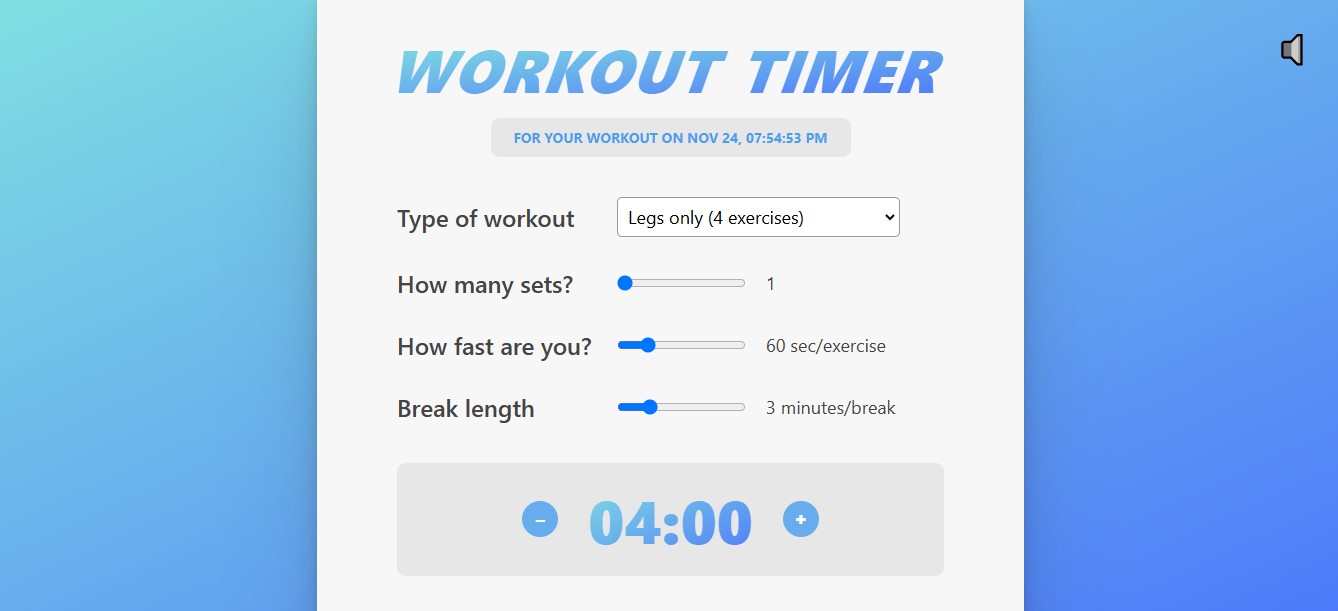 WORKOUT TIMER
FOR YOUR WORKOUT ON NOV 24, 07:54:53 PM
Type of workout Legs only (4 exercises)
How many sets? 1
How fast are you? 60 sec/exercise
Break length 3 minutes/break
– 04:00 +